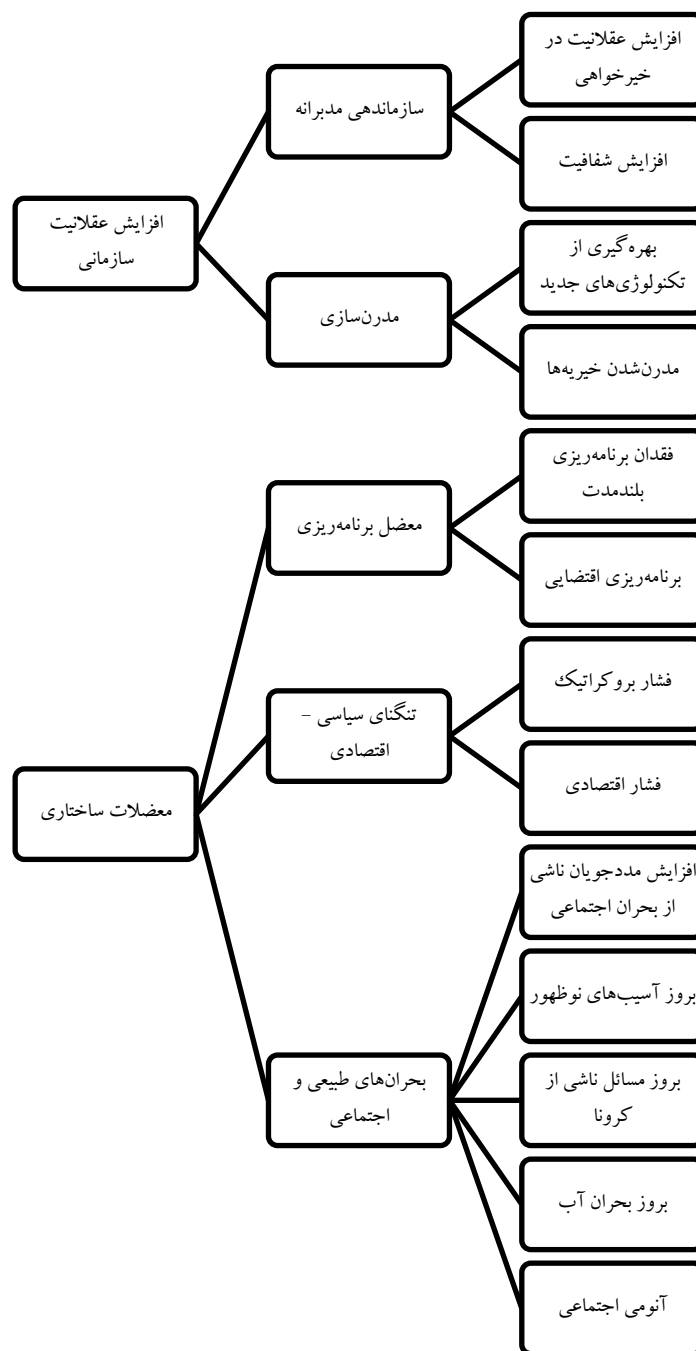 افزایش عقلانیت
سازمانی
سازماندهی مدبرانه
افزایش عقلانیت در
خیرخواهی
افزایش شفافیت
مدرن‌سازی
بهره‌گیری از
تکنولوژی‌های جدید
مدرن‌شدن خیریه‌ها
معضلات ساختاری
معضل برنامه‌ریزی
فقدان برنامه‌ریزی
بلندمدت
برنامه‌ریزی اقتضایی
تنگنای سیاسی –
اقتصادی
فشار بروکراتیک
فشار اقتصادی
بحران‌های طبیعی و
اجتماعی
افزایش مددجویان ناشی
از بحران اجتماعی
بروز آسیب‌های نوظهور
بروز مسائل ناشی از
کرونا
بروز بحران آب
آنومی اجتماعی